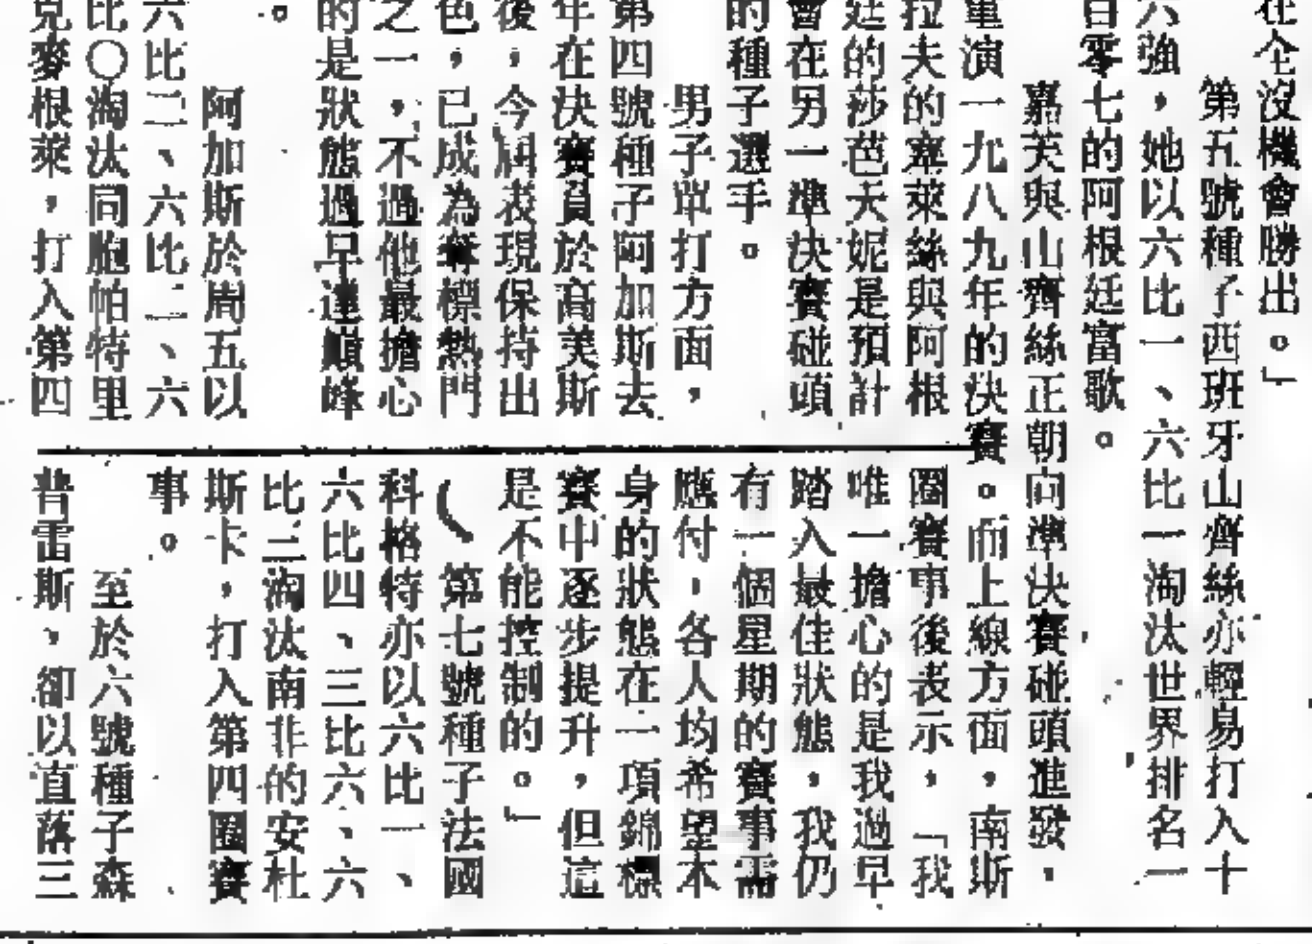 在全沒機會勝出。」
第五號種子西班牙山齊絲亦輕易打入十
六強，她以六比一、六比一淘汰世界排名一
百零七的阿根廷富歌。
嘉芙與山齊絲正朝向準決賽碰頭進發，
重演一九八九年的決賽。而上線方面，南斯
拉夫的辜萊絲與阿根
廷的莎芭天妮是預計
會在另一準決賽碰頭
的種子選手。
男子單打方面，
第四號種子阿加斯去
年在決賽負於高美斯
後，今屆表現保持出
色，已成為奪標熱門
之一，不過他最擔心
的是狀態過早達巔峰
。
阿加斯於周五以
六比二、六比二、六
比○淘汰同胞帕特里
克麥根萊，打入第四
圈賽事後表示，「我
唯一擔心的是我過早
踏入最佳狀態，我仍
有一個星期的賽事需
應付，各人均希望本
身的狀態在一項錦標
賽中逐步提升，但這
是不能控制的。」
（第七號種子法國
科格特亦以六比一、
六比四、三比六、六
比三淘汰南非的安杜
斯卡，打入第四圈賽
事。
至於六號種子森
普雷斯，卻以直落三